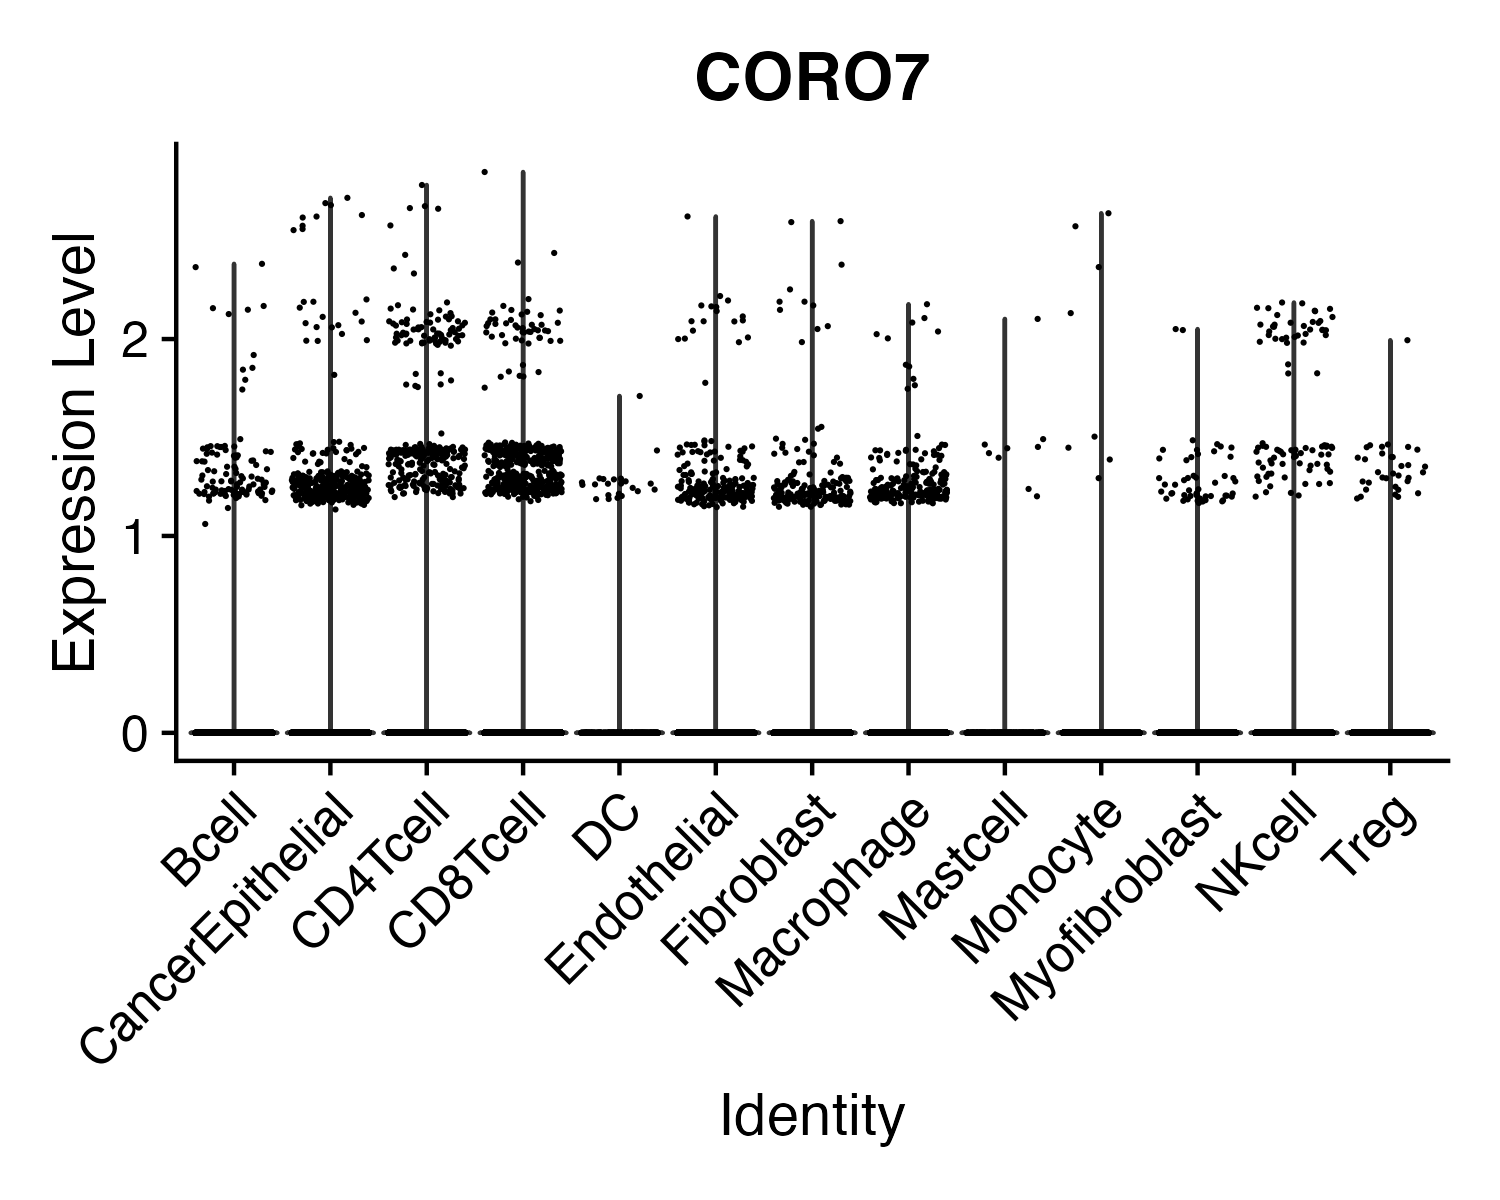 CORO7
Expression Level
2
1
0
Bcell
CancerEpithelial
CD4Tcell
CD8Tcell
DC
Endothelial
Fibroblast
Macrophage
Mastcell
Monocyte
Myofibroblast
NKcell
Treg
Identity